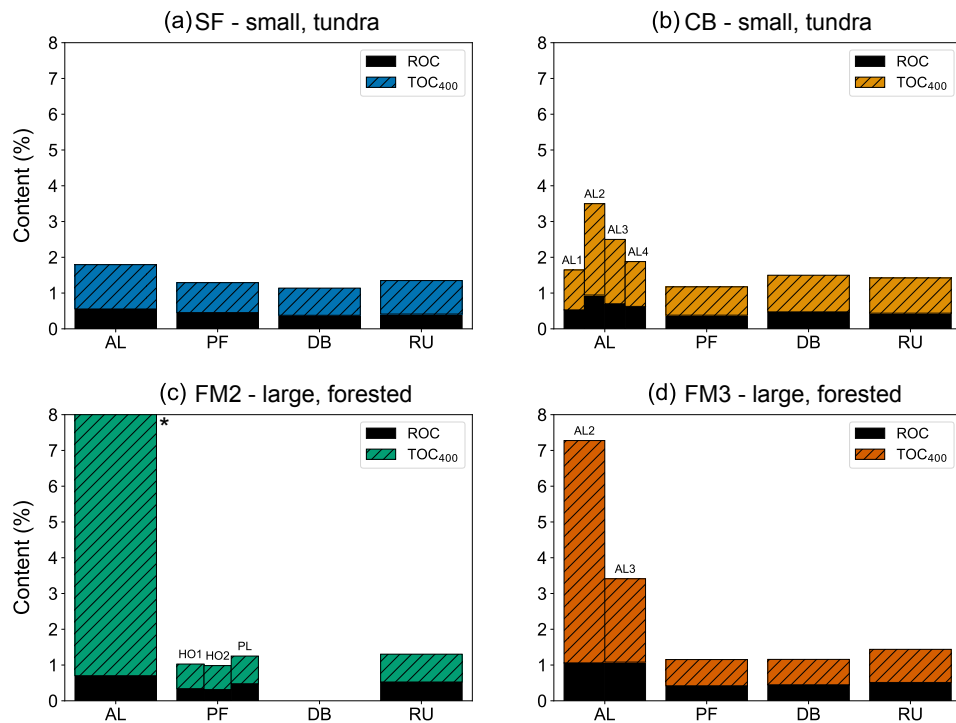 (a) SF - small, tundra
8
7
6
5
4
3
2
1
0
Content (%)
ROC
TOC400
AL PF DB RU
(b) CB - small, tundra
8
7
6
5
4
3
2
1
0
ROC
TOC400
AL1
AL2
AL3
AL4
AL PF DB RU
(c) FM2 - large, forested
8
7
6
5
4
3
2
1
0
Content (%)
*
ROC
TOC400
HO1 HO2 PL
AL PF DB RU
(d) FM3 - large, forested
8
7
6
5
4
3
2
1
0
ROC
TOC400
AL2
AL3
AL PF DB RU